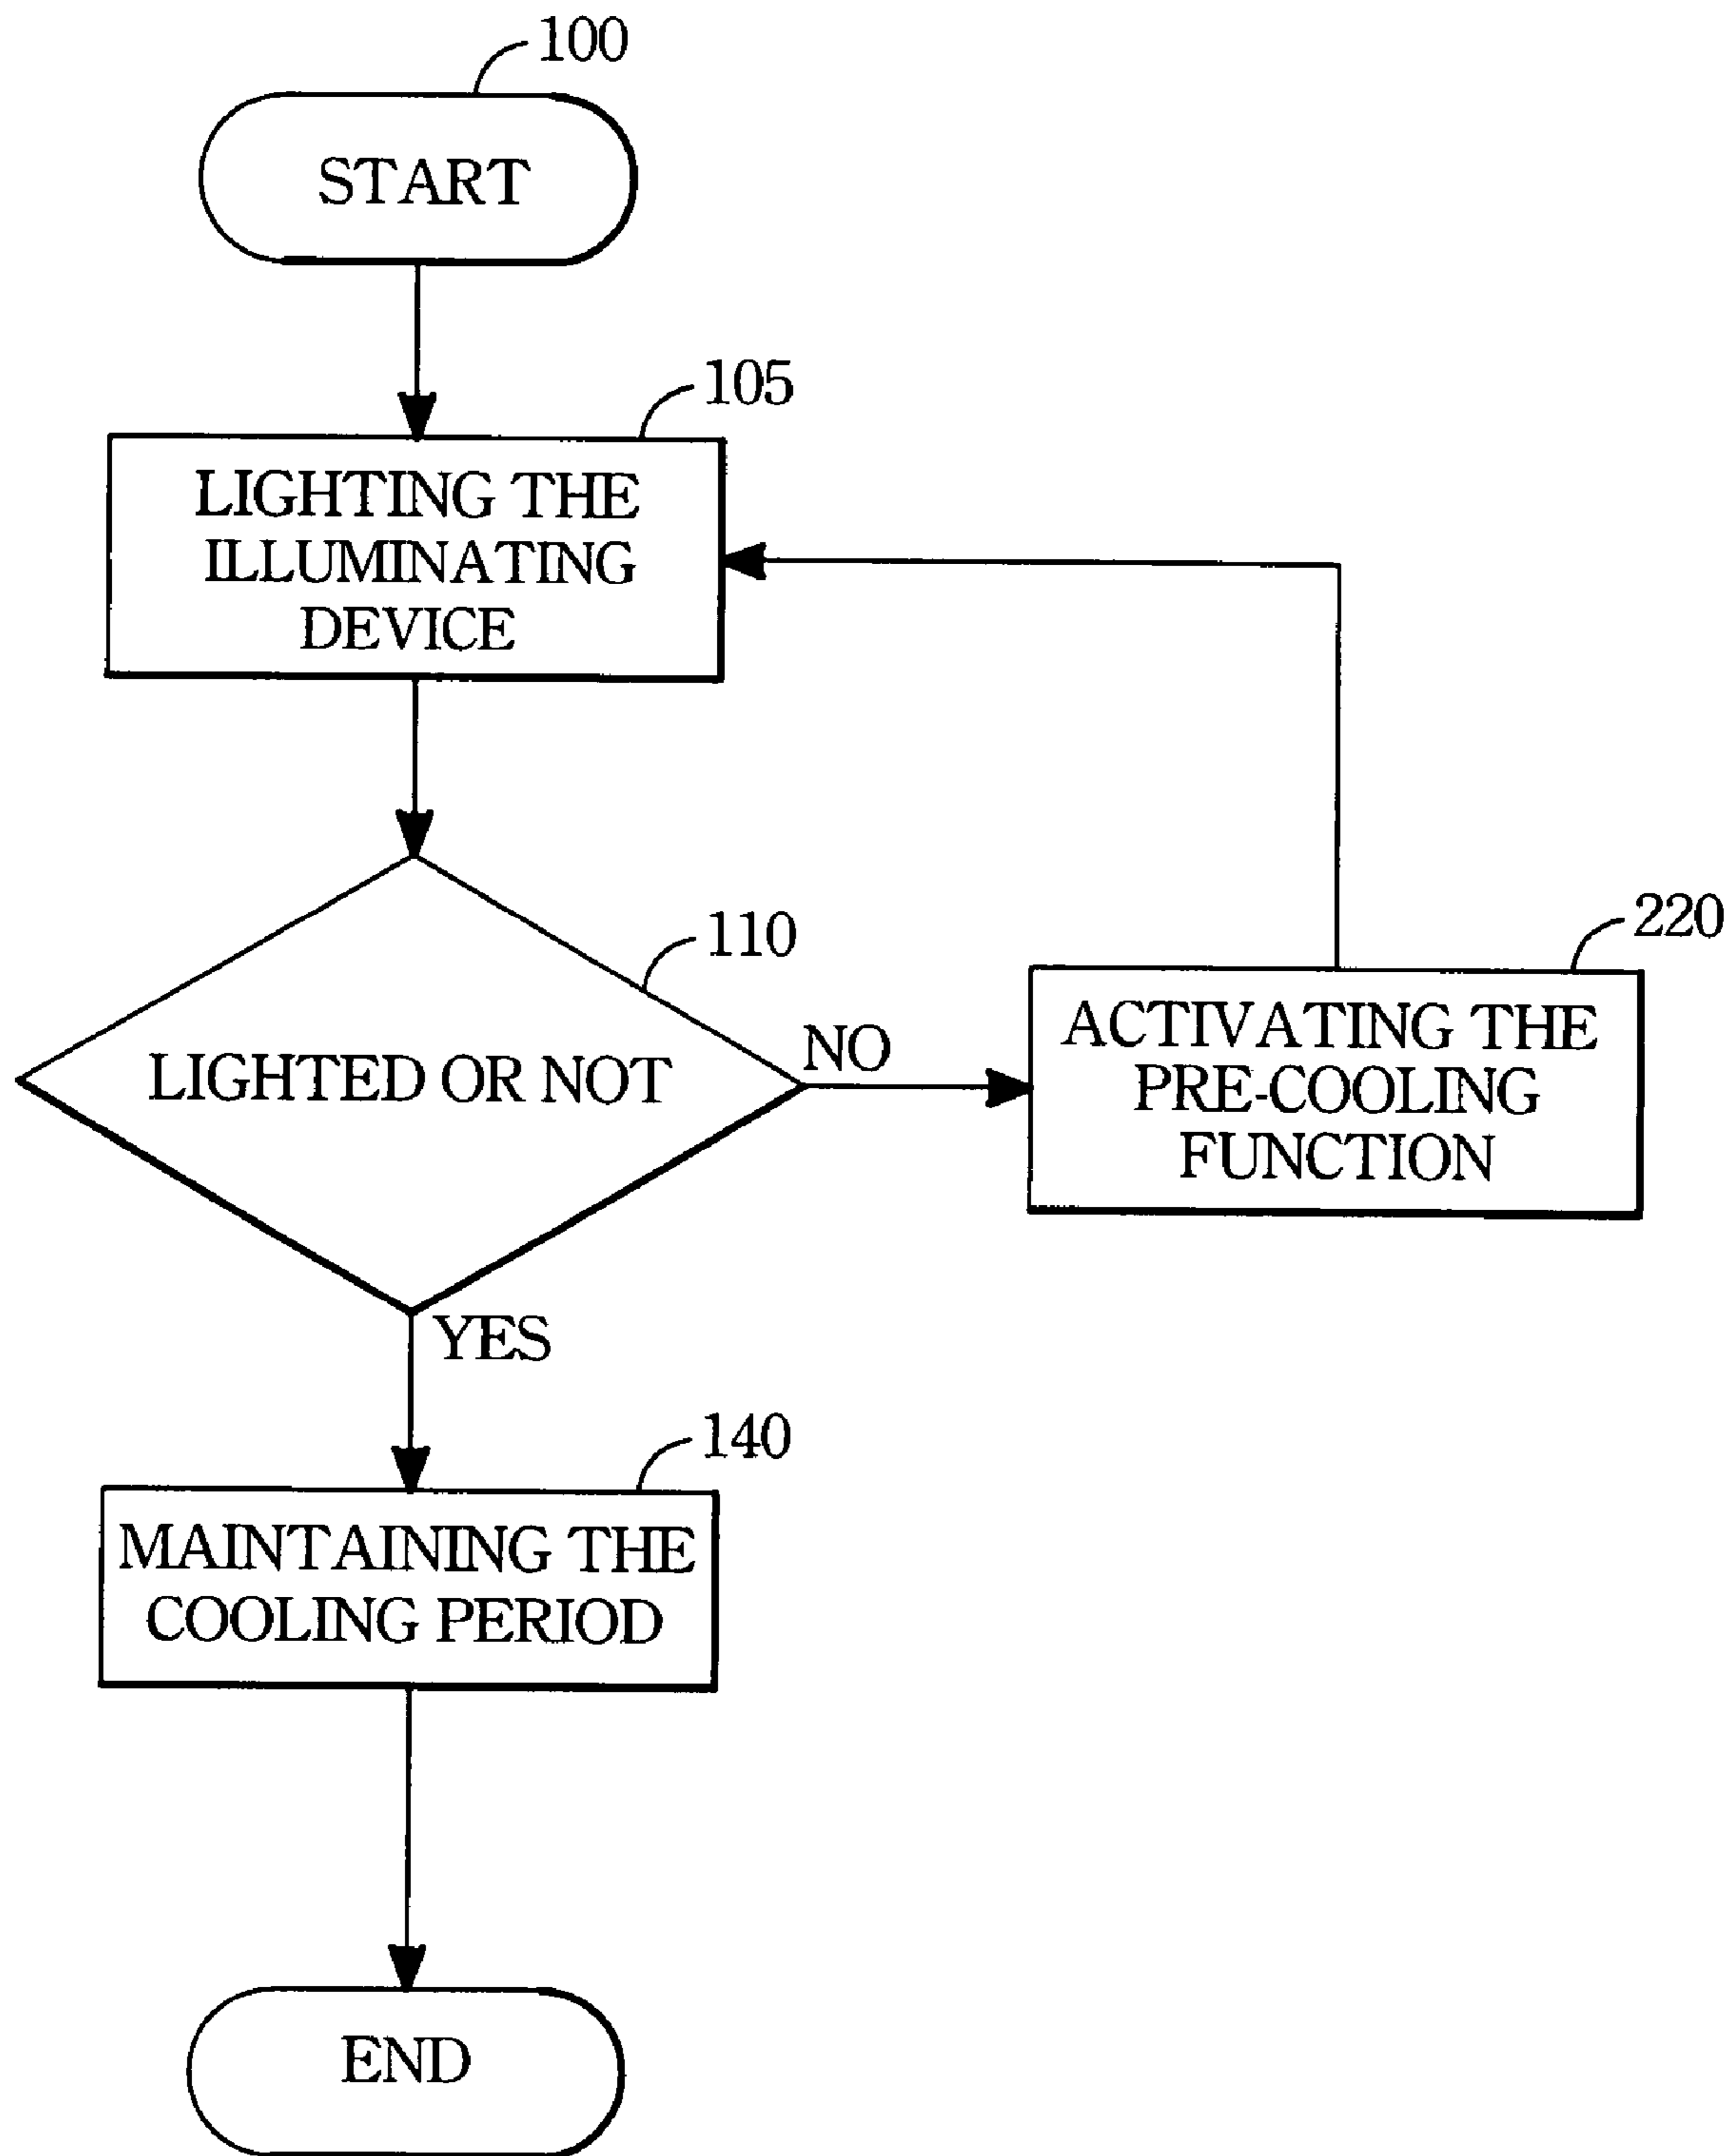 100
START
105
LIGHTING THE
ILLUMINATING
DEVICE
110
LIGHTED OR NOT
NO
220
ACTIVATING THE
PRE-COOLING
FUNCTION
YES
140
MAINTAINING THE
COOLING PERIOD
END